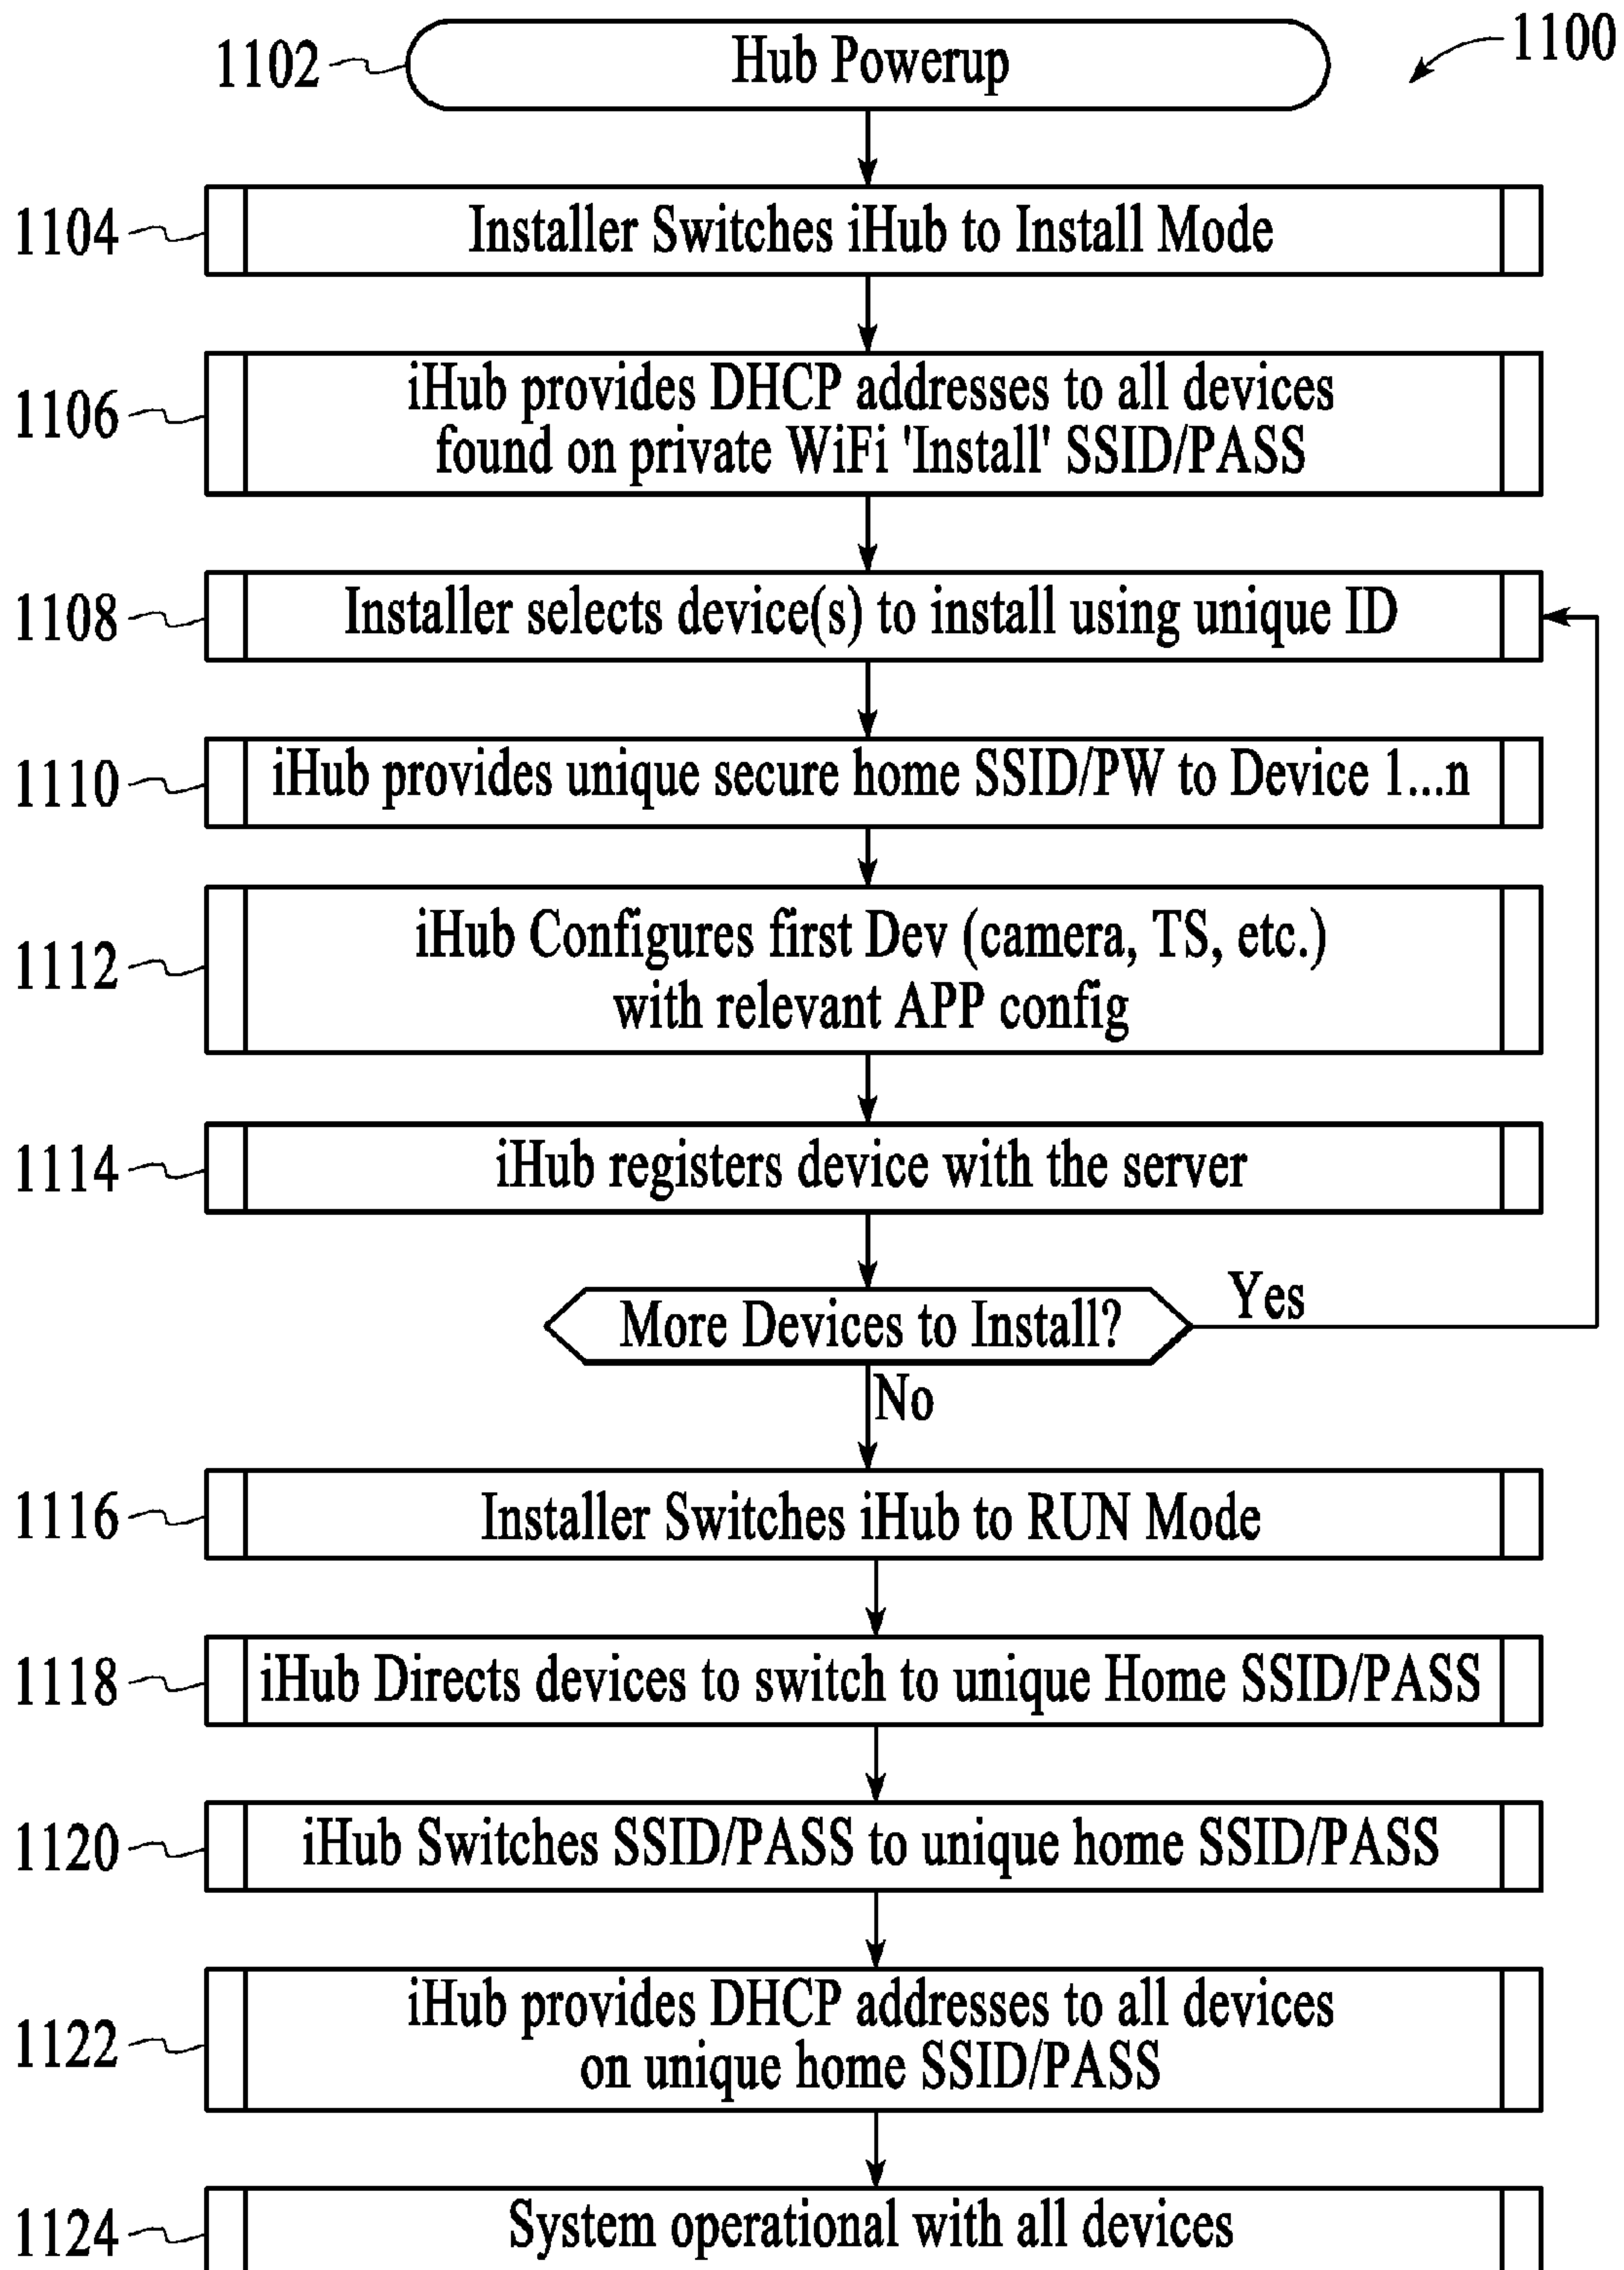 1102
Hub Powerup
1100
1104
Installer Switches iHub to Install Mode
1106
iHub provides DHCP addresses to all devices
found on private WiFi 'Install' SSID/PASS
1108
Installer selects device(s) to install using unique ID
1110
iHub provides unique secure home SSID/PW to Device 1...n
1112
iHub Configures first Dev (camera, TS, etc.)
with relevant APP config
1114
iHub registers device with the server
More Devices to Install?
Yes
No
1116
Installer Switches iHub to RUN Mode
1118
iHub Directs devices to switch to unique Home SSID/PASS
1120
iHub Switches SSID/PASS to unique home SSID/PASS
1122
iHub provides DHCP addresses to all devices
on unique home SSID/PASS
1124
System operational with all devices